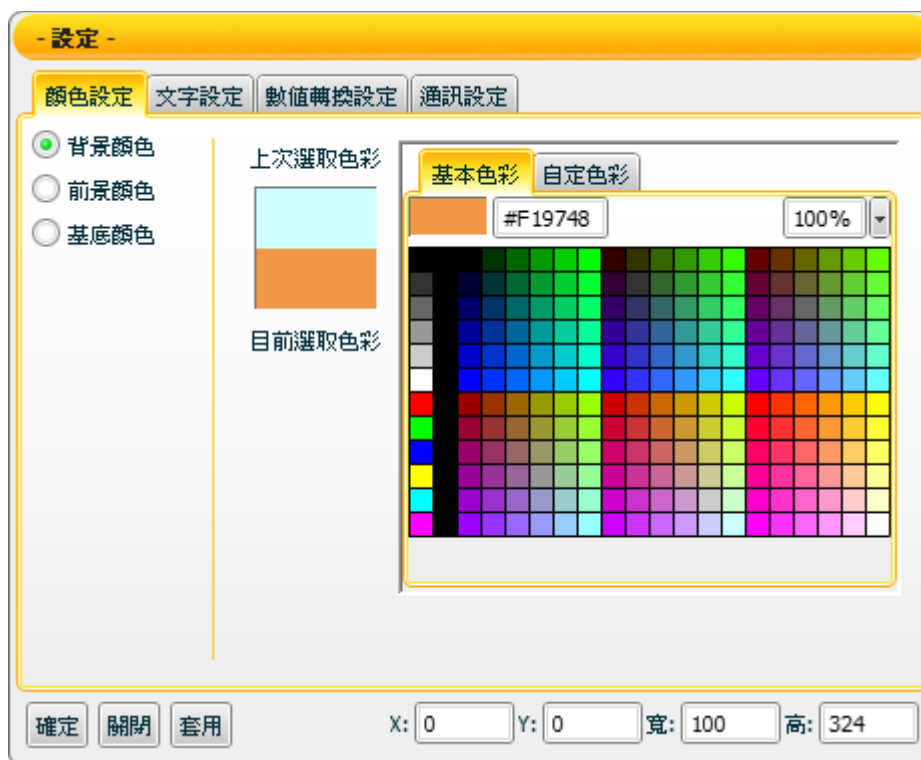 - 設定 -
顏色設定 文字設定 數值轉換設定 通訊設定
背景顏色
前景顏色
基底顏色
上次選取色彩
目前選取色彩
基本色彩 自定色彩
#F19748 100%
確定 關閉 套用 X: 0 Y: 0 寬: 100 高: 324